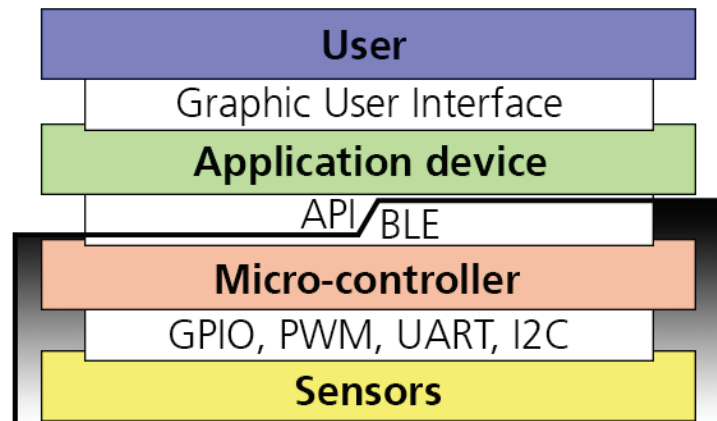 User
Graphic User Interface
Application device
API/BLE
Micro-controller
GPIO, PWM, UART, I2C
Sensors